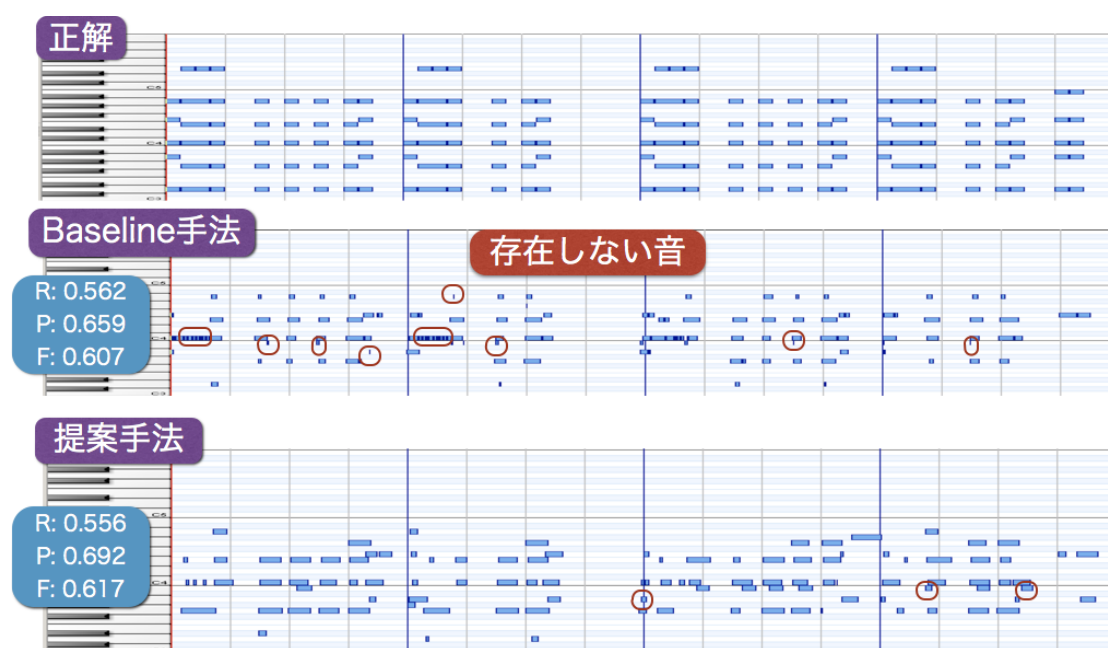 正解
Baseline手法
存在しない音
R: 0.562
P: 0.659
F: 0.607
提案手法
R: 0.556
P: 0.692
F: 0.617